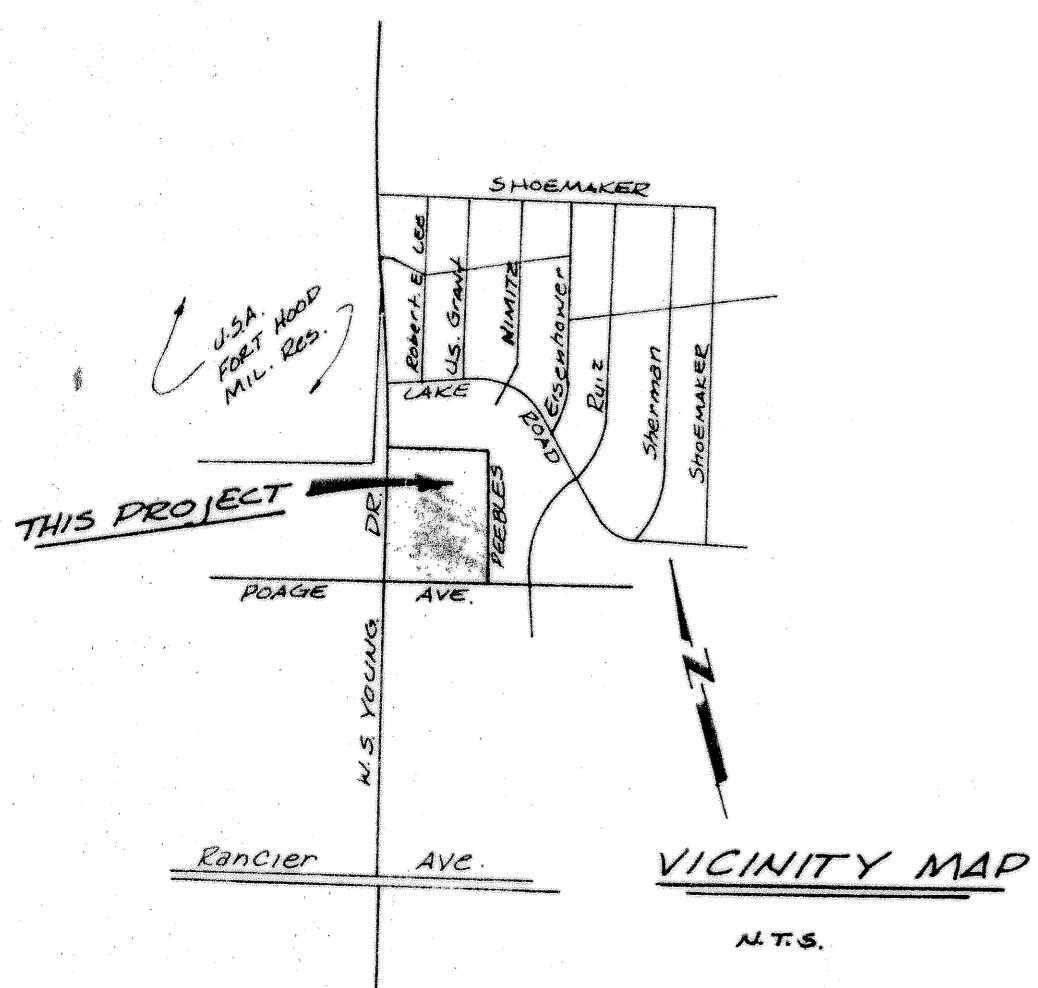 SHOEMAKER
Robert E LEE
US. Grant
NIMITZ
Eisenhower
Ruiz
Sherman
SHOEMAKER
U.S.A.
FORT HOOD
MIL. RES.
LAKE
ROAD
THIS PROJECT
PEEBLES
POAGE AVE.
W.S. YOUNG DR.
N
Rancier Ave.
VICINITY MAP
N.T.S.